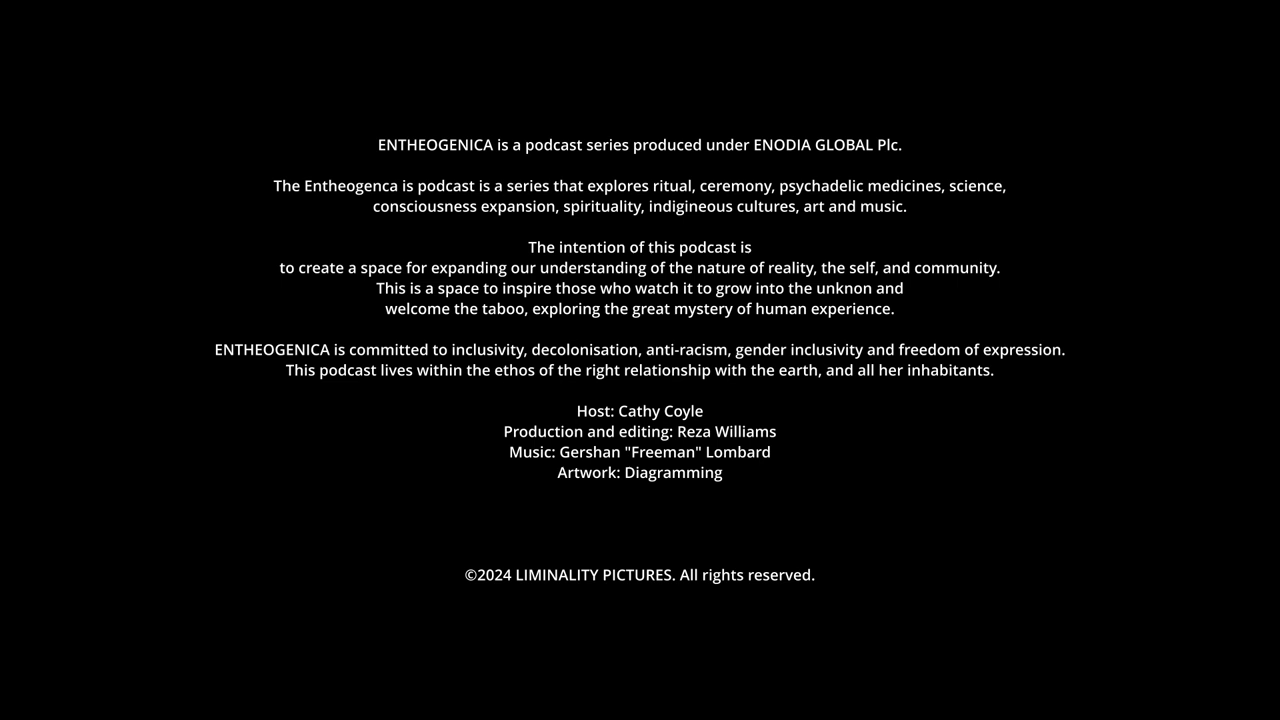 ENTHEOGENICA is a podcast series produced under ENODIA GLOBAL Plc.
The Entheogenca is podcast is a series that explores ritual, ceremony, psychadelic medicines, science,
consciousness expansion, spirituality, indigineous cultures, art and music.
The intention of this podcast is
to create a space for expanding our understanding of the nature of reality, the self, and community.
This is a space to inspire those who watch it to grow into the unknon and
welcome the taboo, exploring the great mystery of human experience.
ENTHEOGENICA is committed to inclusivity, decolonisation, anti-racism, gender inclusivity and freedom of expression.
This podcast lives within the ethos of the right relationship with the earth, and all her inhabitants.
Host: Cathy Coyle
Production and editing: Reza Williams
Music: Gershan "Freeman" Lombard
Artwork: Diagramming
©2024 LIMINALITY PICTURES. All rights reserved.